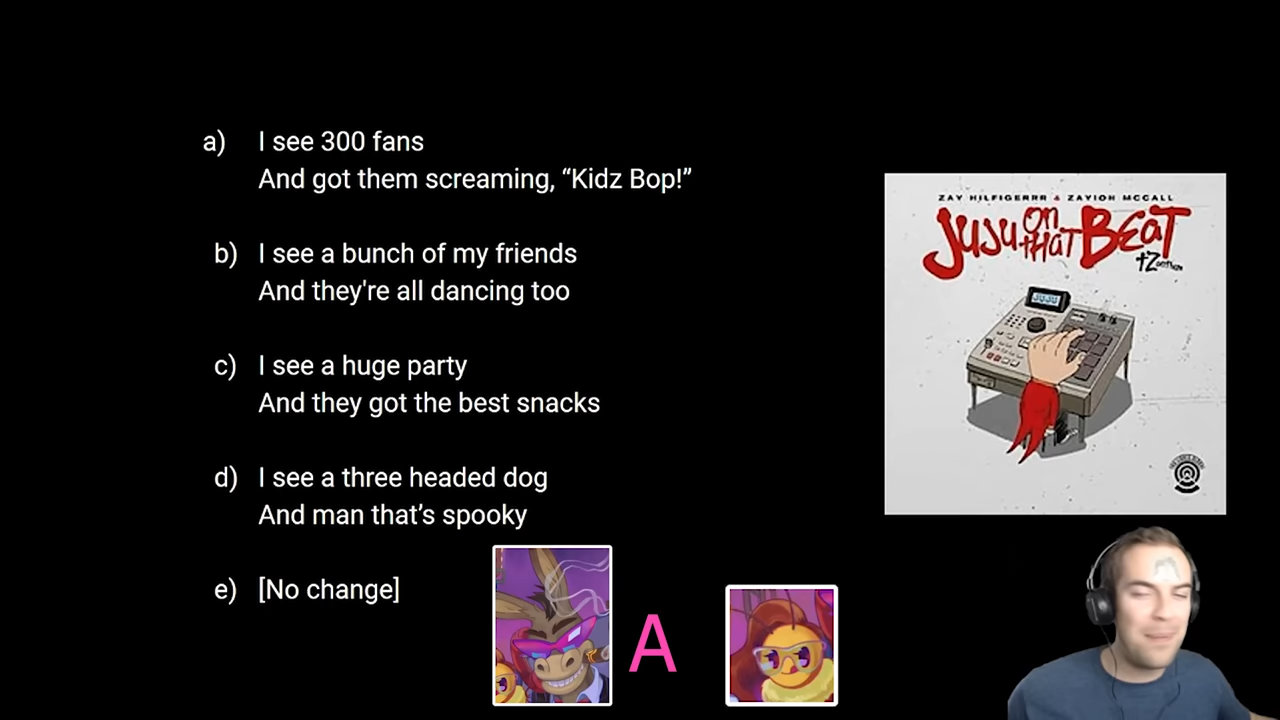 a) I see 300 fans
And got them screaming, “Kidz Bop!”
b) I see a bunch of my friends
And they're all dancing too
c) I see a huge party
And they got the best snacks
d) I see a three headed dog
And man that’s spooky
e) [No change]
A
ZAY HILFIGERRR & ZAYION MCCALL
JUJU on tHAT BEaT
JUJU